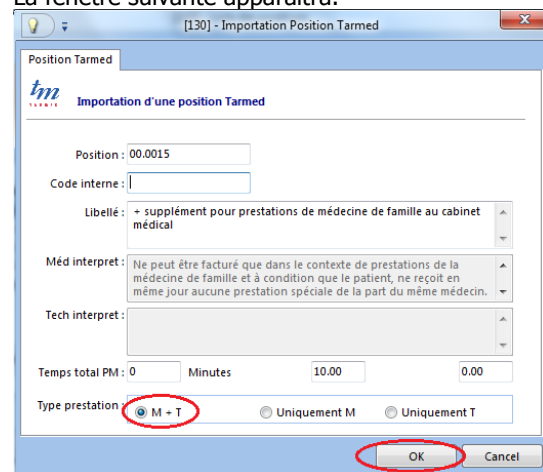 La fenêtre suivante apparaîtra:
[130] - Importation Position Tarmed
Position Tarmed
tm
TARMED
Importation d'une position Tarmed
Position : 00.0015
Code interne :
Libellé : + supplément pour prestations de médecine de famille au cabinet
médical
Méd interpret : Ne peut être facturé que dans le contexte de prestations de la
médecine de famille et à condition que le patient, ne reçoit en
même jour aucune prestation spéciale de la part du même médecin.
Tech interpret :
Temps total PM : 0 Minutes 10.00 0.00
Type prestation : M + T Uniquement M Uniquement T
OK Cancel